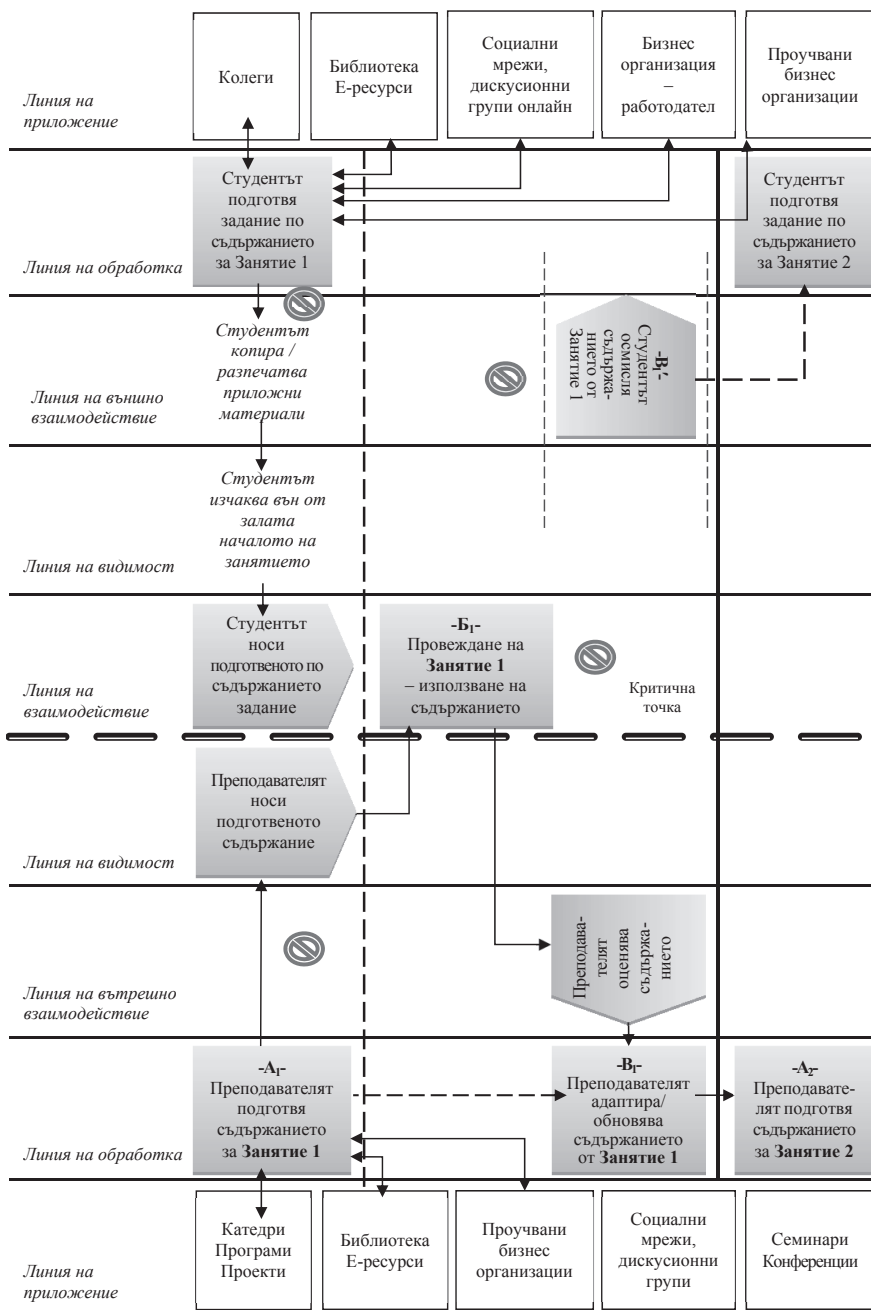 Колеги
Библиотека
Е-ресурси
Социални
мрежи,
дискусионни
групи онлайн
Бизнес
организация
–
работодател
Проучвани
бизнес
организации
Линия на
приложение
Студентът
подготвя
задание по
съдържанието
за Занятие 1
Студентът
подготвя
задание по
съдържанието
за Занятие 2
Линия на обработка
Студентът
копира /
разпечатва
приложни
материали
-В₁′-
Студентът
осмисля
съдържа-
нието от
Занятие 1
Линия на външно
взаимодействие
Студентът
изчаква вън от
залата
началото на
занятието
Линия на видимост
Студентът
носи
подготвеното по
съдържанието
задание
-Б₁-
Провеждане на
Занятие 1
– използване на
съдържанието
Критична
точка
Линия на
взаимодействие
Преподавателят
носи
подготвеното
съдържание
Линия на видимост
Преподава-
телят
оценява
съдържа-
нието
Линия на вътрешно
взаимодействие
-А₁-
Преподавателят
подготвя
съдържанието
за Занятие 1
-В₁-
Преподавателят
адаптира/
обновява
съдържанието
от Занятие 1
-А₂-
Преподавате-
лят подготвя
съдържанието
за Занятие 2
Линия на обработка
Катедри
Програми
Проекти
Библиотека
Е-ресурси
Проучвани
бизнес
организации
Социални
мрежи,
дискусионни
групи
Семинари
Конференции
Линия на
приложение